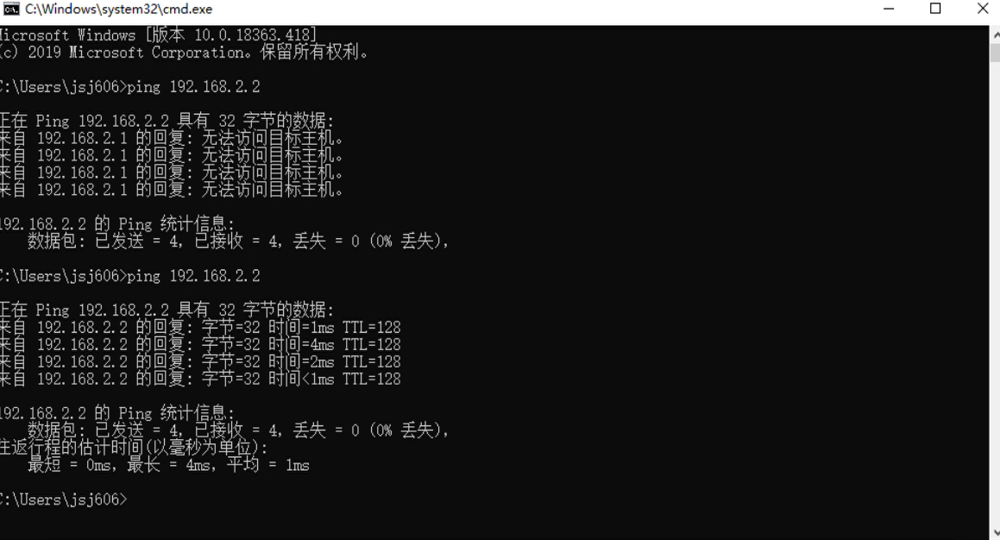 C:\Windows\system32\cmd.exe
Microsoft Windows [版本 10.0.18363.418]
(c) 2019 Microsoft Corporation。保留所有权利。
C:\Users\jsj606>ping 192.168.2.2
正在 Ping 192.168.2.2 具有 32 字节的数据:
来自 192.168.2.1 的回复: 无法访问目标主机。
来自 192.168.2.1 的回复: 无法访问目标主机。
来自 192.168.2.1 的回复: 无法访问目标主机。
来自 192.168.2.1 的回复: 无法访问目标主机。
192.168.2.2 的 Ping 统计信息:
数据包: 已发送 = 4，已接收 = 4，丢失 = 0 (0% 丢失)，
C:\Users\jsj606>ping 192.168.2.2
正在 Ping 192.168.2.2 具有 32 字节的数据:
来自 192.168.2.2 的回复: 字节=32 时间=1ms TTL=128
来自 192.168.2.2 的回复: 字节=32 时间=4ms TTL=128
来自 192.168.2.2 的回复: 字节=32 时间=2ms TTL=128
来自 192.168.2.2 的回复: 字节=32 时间<1ms TTL=128
192.168.2.2 的 Ping 统计信息:
数据包: 已发送 = 4，已接收 = 4，丢失 = 0 (0% 丢失)，
往返行程的估计时间(以毫秒为单位):
最短 = 0ms，最长 = 4ms，平均 = 1ms
C:\Users\jsj606>